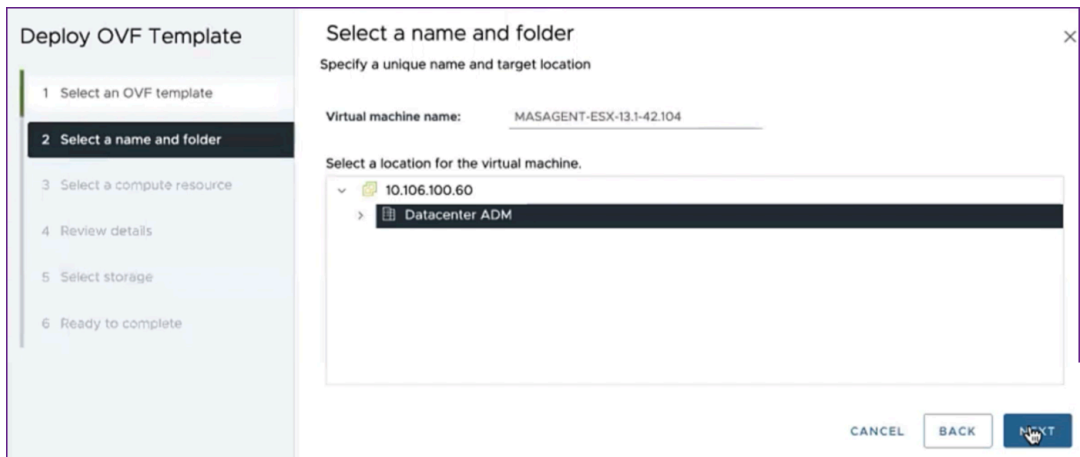 Deploy OVF Template
1 Select an OVF template
2 Select a name and folder
3 Select a compute resource
4 Review details
5 Select storage
6 Ready to complete
Select a name and folder
Specify a unique name and target location
Virtual machine name: MASAGENT-ESX-13.1-42.104
Select a location for the virtual machine.
10.106.100.60
Datacenter ADM
CANCEL BACK NEXT